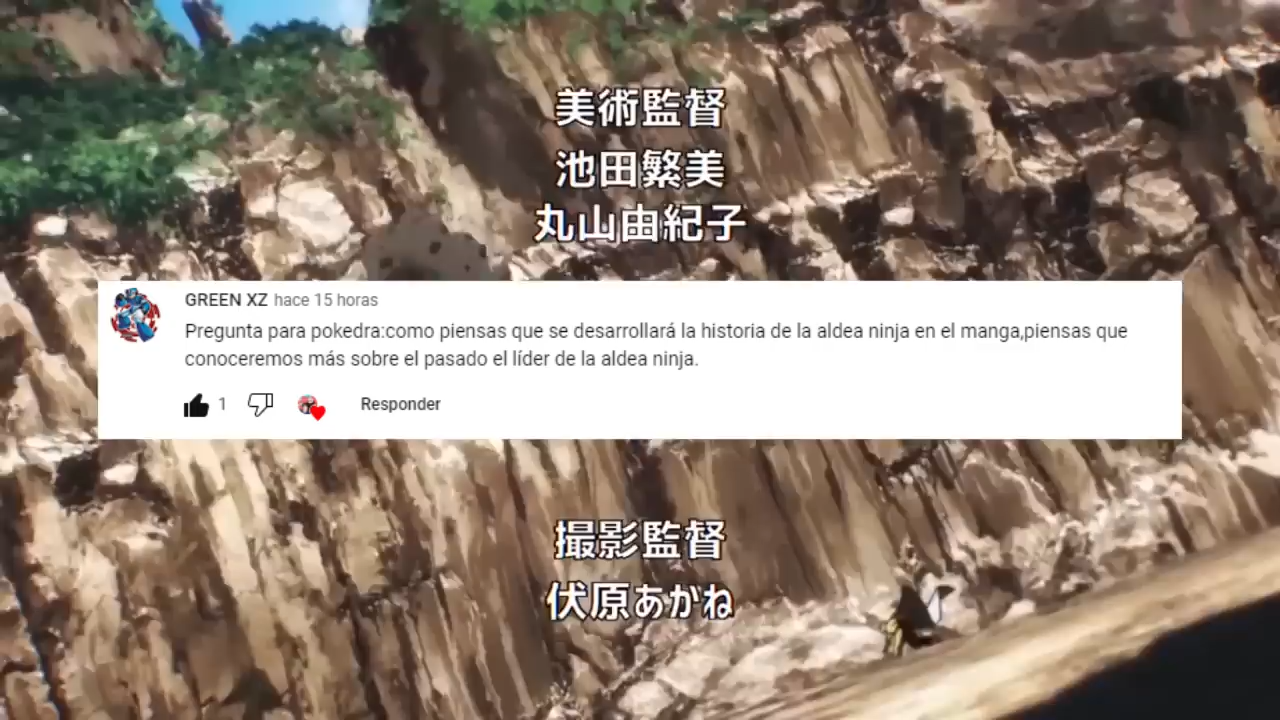 美術監督
池田繁美
丸山由紀子
GREEN XZ hace 15 horas
Pregunta para pokedra:como piensas que se desarrollará la historia de la aldea ninja en el manga,piensas que
conoceremos más sobre el pasado el líder de la aldea ninja.
1 Responder
撮影監督
伏原あかね